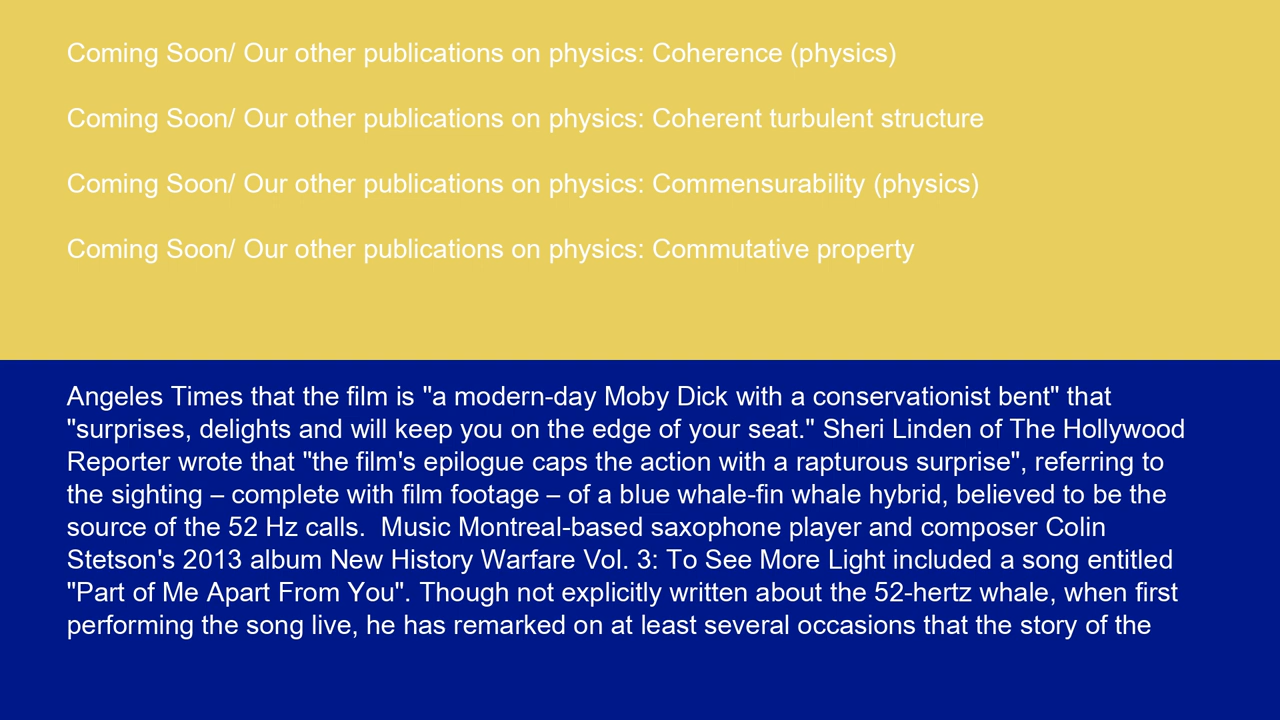 Coming Soon/ Our other publications on physics: Coherence (physics)
Coming Soon/ Our other publications on physics: Coherent turbulent structure
Coming Soon/ Our other publications on physics: Commensurability (physics)
Coming Soon/ Our other publications on physics: Commutative property
Angeles Times that the film is "a modern-day Moby Dick with a conservationist bent" that
"surprises, delights and will keep you on the edge of your seat." Sheri Linden of The Hollywood
Reporter wrote that "the film's epilogue caps the action with a rapturous surprise", referring to
the sighting – complete with film footage – of a blue whale-fin whale hybrid, believed to be the
source of the 52 Hz calls.  Music Montreal-based saxophone player and composer Colin
Stetson's 2013 album New History Warfare Vol. 3: To See More Light included a song entitled
"Part of Me Apart From You". Though not explicitly written about the 52-hertz whale, when first
performing the song live, he has remarked on at least several occasions that the story of the